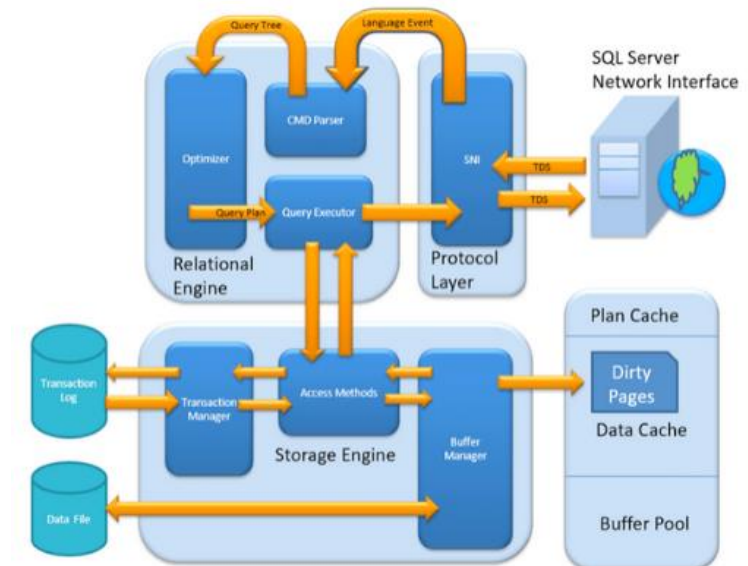 Query Tree
Language Event
SQL Server
Network Interface
CMD Parser
Optimizer
SNI
TDS
TDS
Query Plan
Query Executor
Relational
Engine
Protocol
Layer
Plan Cache
Dirty
Pages
Data Cache
Buffer Pool
Transaction
Log
Transaction
Manager
Access Methods
Storage Engine
Buffer
Manager
Data File